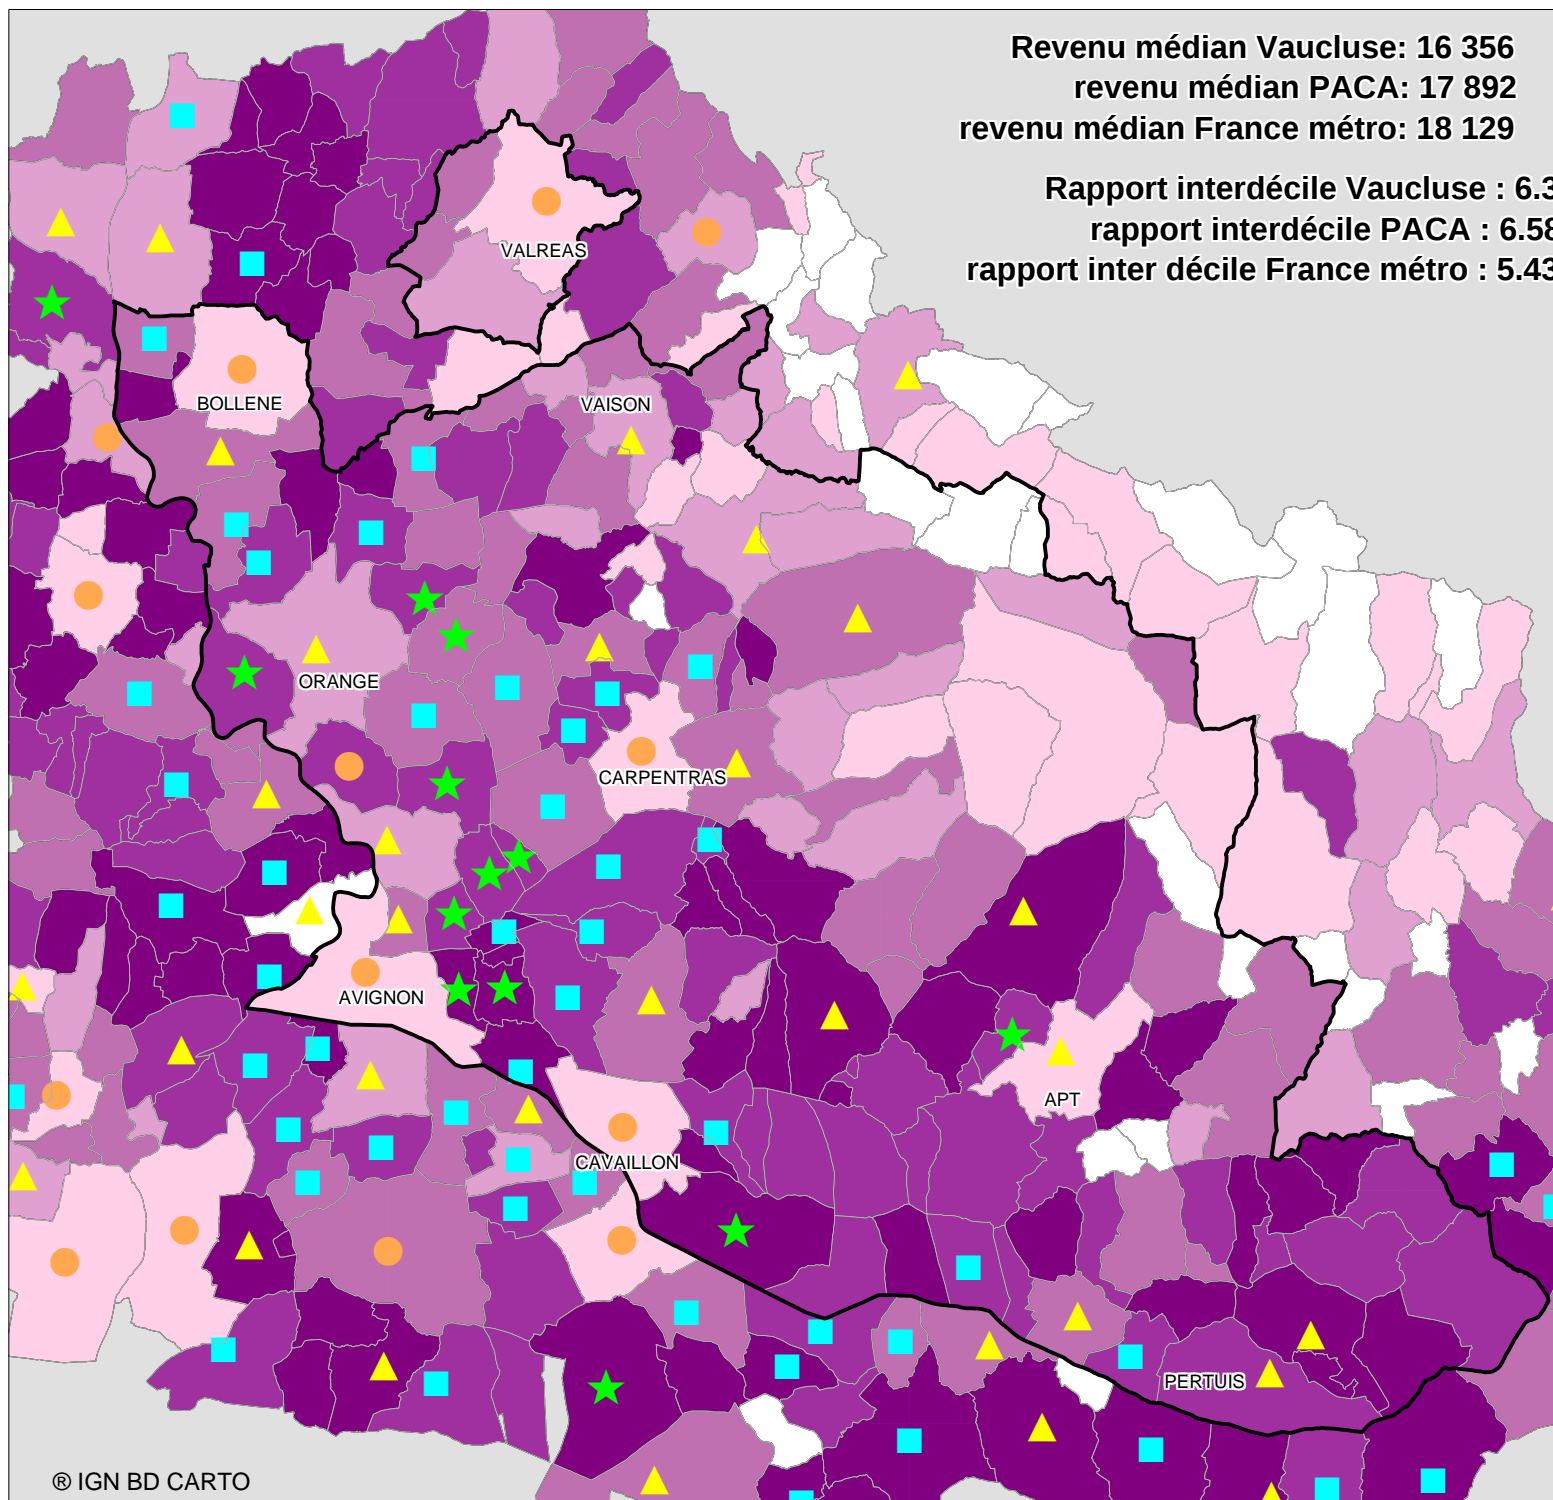 Revenu médian Vaucluse: 16 356
revenu médian PACA: 17 892
revenu médian France métro: 18 129
Rapport interdécile Vaucluse : 6.3
rapport interdécile PACA : 6.58
rapport inter décile France métro : 5.43
VALREAS
BOLLENE
VAISON
ORANGE
CARPENTRAS
AVIGNON
APT
CAVAILLON
PERTUIS
® IGN BD CARTO